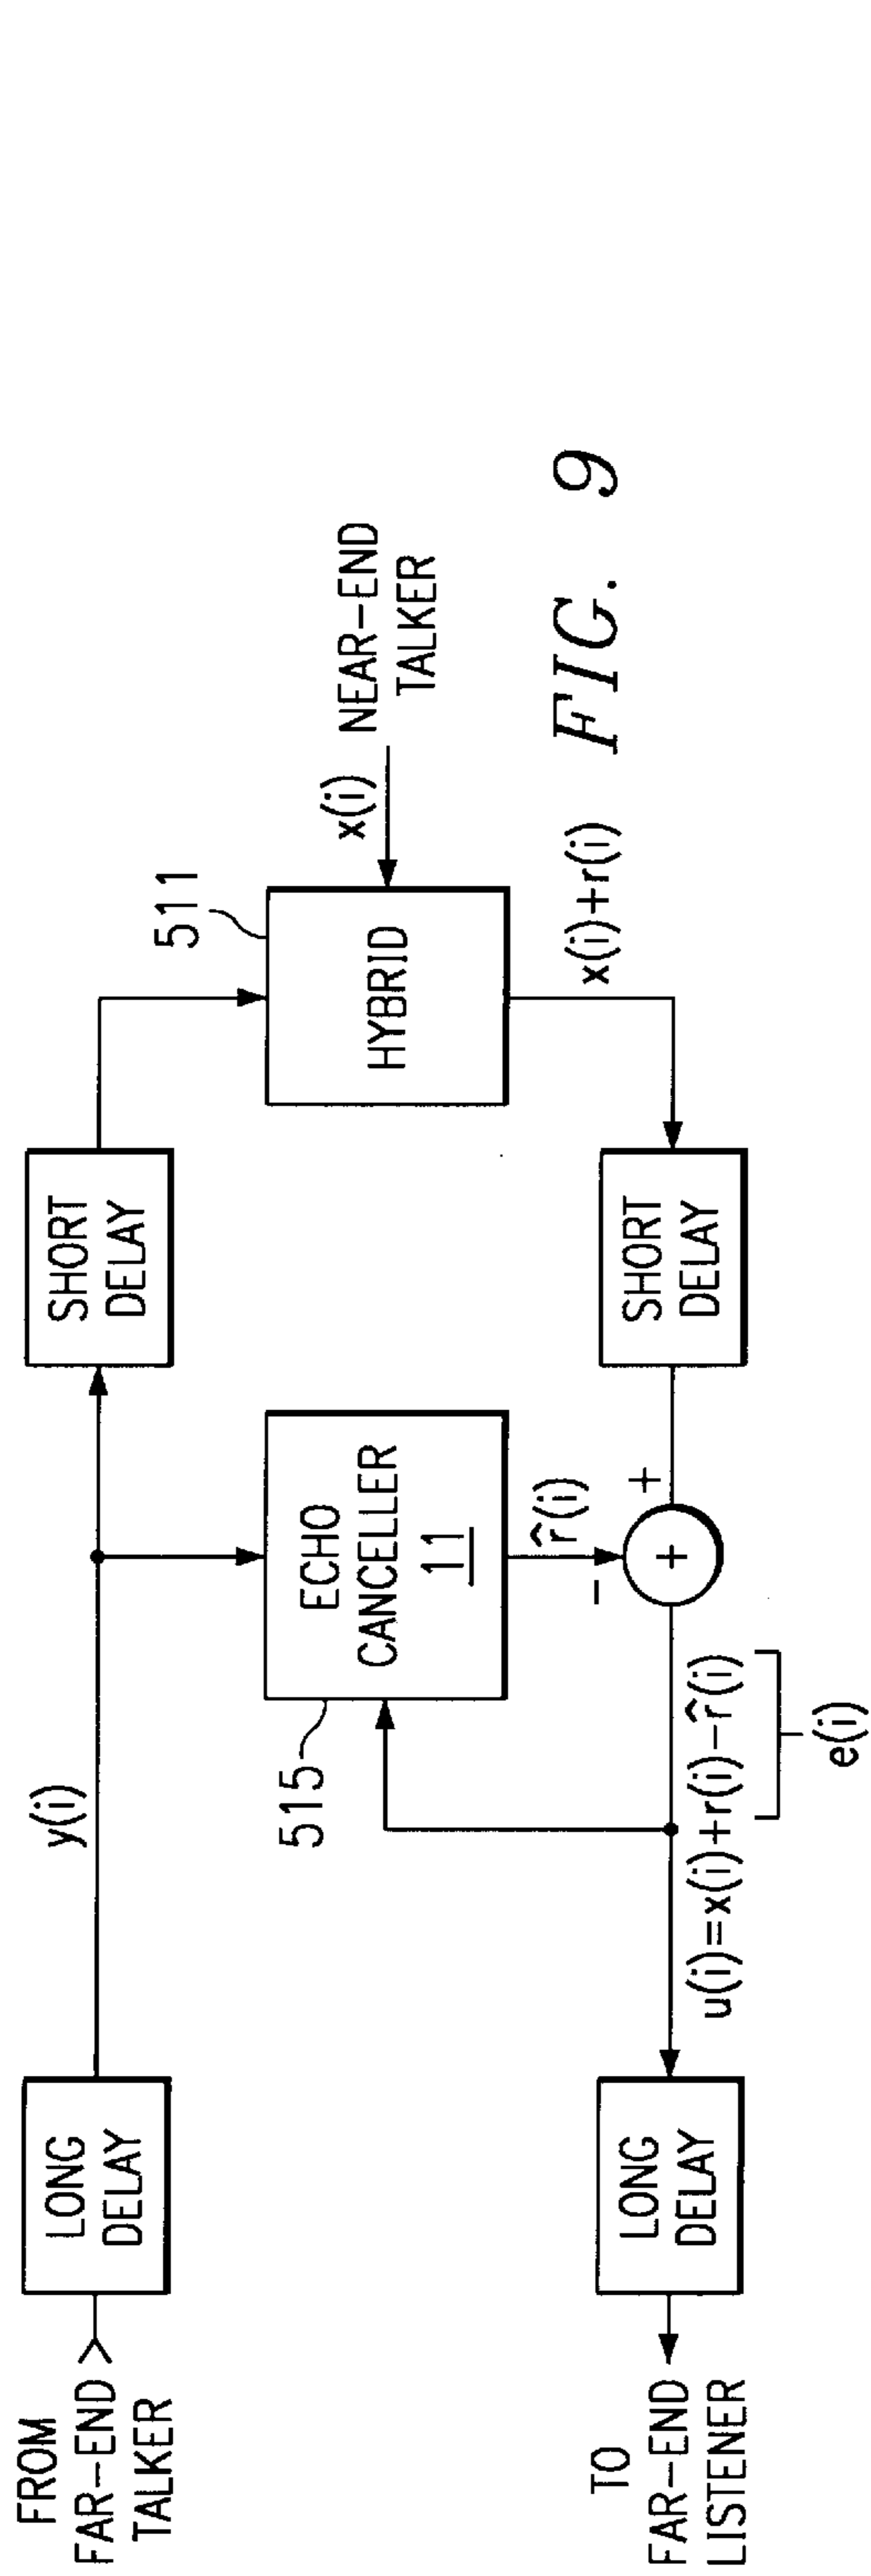 FROM
FAR-END
TALKER
LONG
DELAY
y(i)
SHORT
DELAY
511
HYBRID
x(i)
NEAR-END
TALKER
515
ECHO
CANCELLER
11
r̂(i)
-
+
+
x(i)+r(i)
SHORT
DELAY
u(i)=x(i)+r(i)-r̂(i)
e(i)
LONG
DELAY
TO
FAR-END
LISTENER
FIG. 9